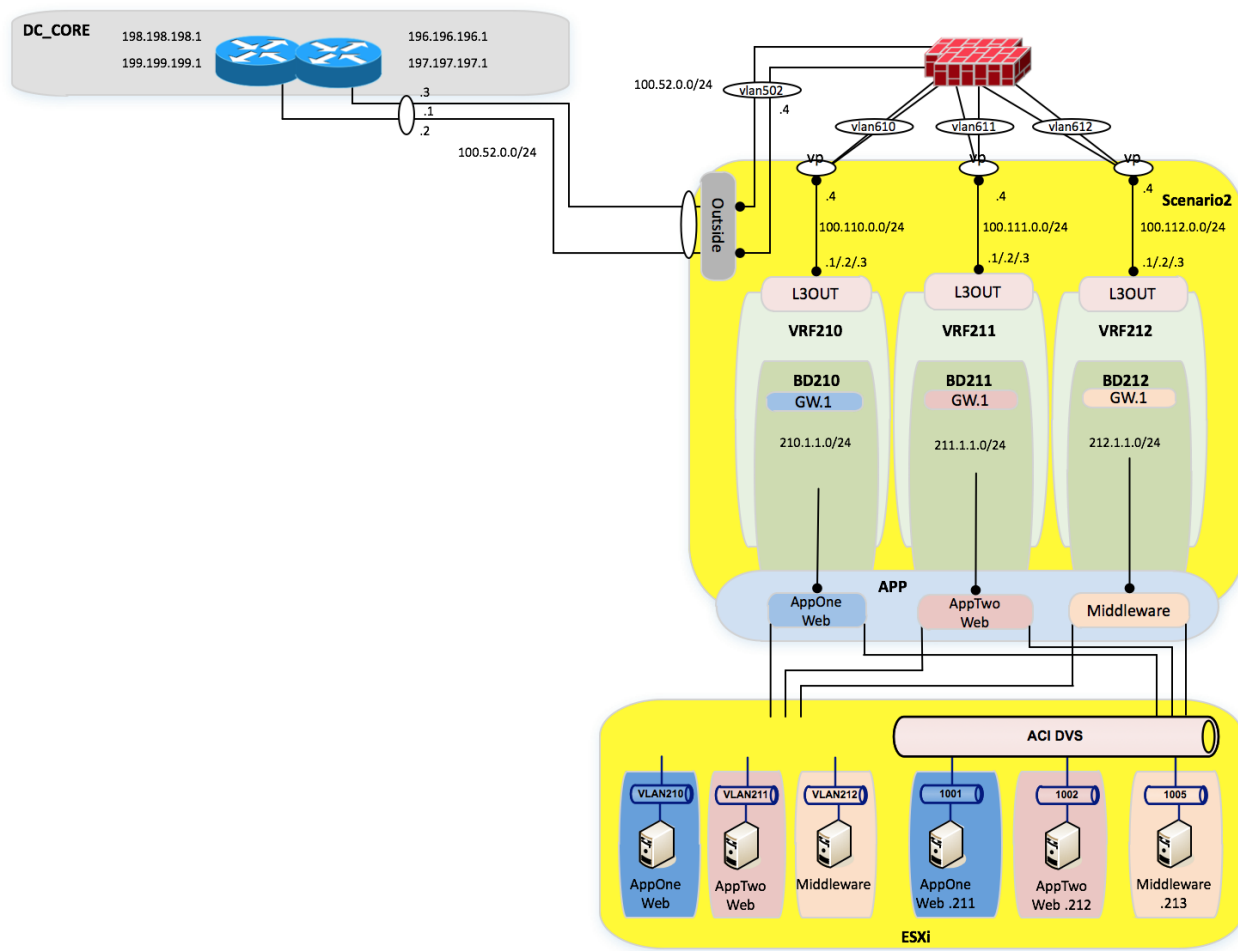 DC_CORE
198.198.198.1
196.196.196.1
199.199.199.1
197.197.197.1
.3
.1
.2
100.52.0.0/24
100.52.0.0/24
vlan502
.4
vlan610
vlan611
vlan612
vp
vp
vp
.4
.4
.4
Scenario2
Outside
100.110.0.0/24
100.111.0.0/24
100.112.0.0/24
.1/.2/.3
.1/.2/.3
.1/.2/.3
L3OUT
L3OUT
L3OUT
VRF210
VRF211
VRF212
BD210
BD211
BD212
GW.1
GW.1
GW.1
210.1.1.0/24
211.1.1.0/24
212.1.1.0/24
APP
AppOne
Web
AppTwo
Web
Middleware
ACI DVS
VLAN210
VLAN211
VLAN212
1001
1002
1005
AppOne
Web
AppTwo
Web
Middleware
AppOne
Web .211
AppTwo
Web .212
Middleware
.213
ESXi